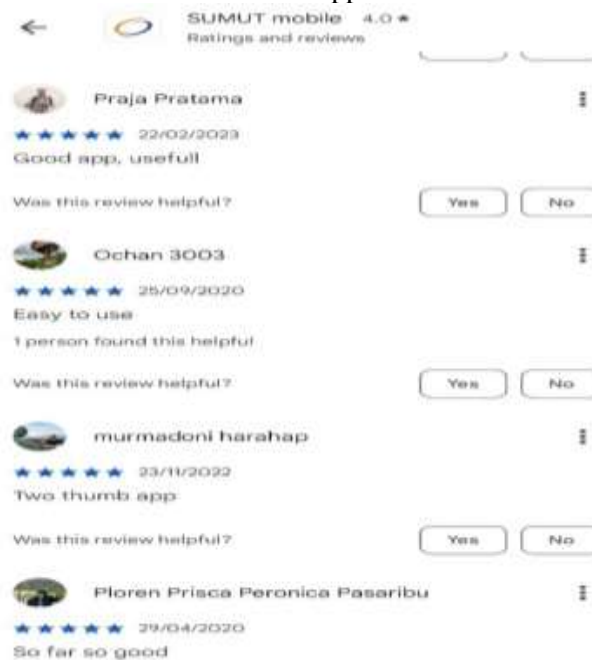 SUMUT mobile 4.0 ★
Ratings and reviews
Praja Pratama
22/02/2023
Good app, usefull
Was this review helpful? Yes No
Ochan 3003
25/09/2020
Easy to use
1 person found this helpful
Was this review helpful? Yes No
murmadoni harahap
23/11/2022
Two thumb app
Was this review helpful? Yes No
Ploren Prisca Peronica Pasaribu
29/04/2020
So far so good